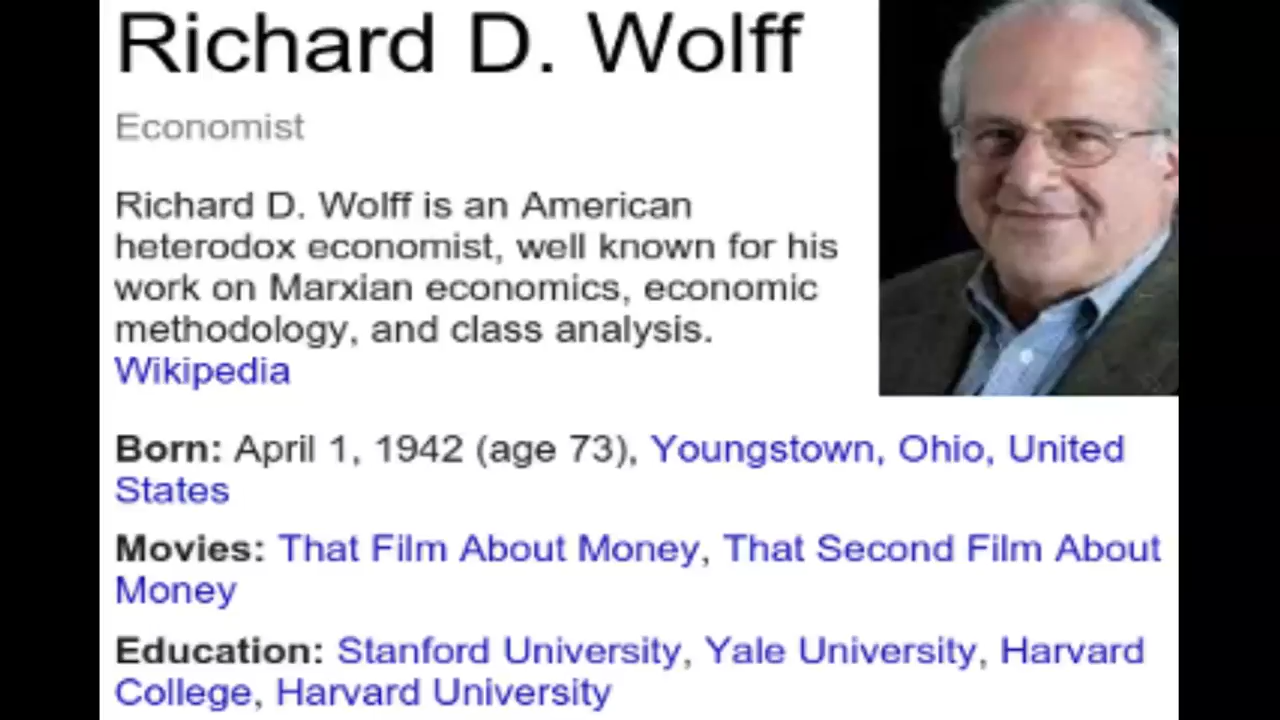 Richard D. Wolff
Economist
Richard D. Wolff is an American
heterodox economist, well known for his
work on Marxian economics, economic
methodology, and class analysis.
Wikipedia
Born: April 1, 1942 (age 73), Youngstown, Ohio, United
States
Movies: That Film About Money, That Second Film About
Money
Education: Stanford University, Yale University, Harvard
College, Harvard University